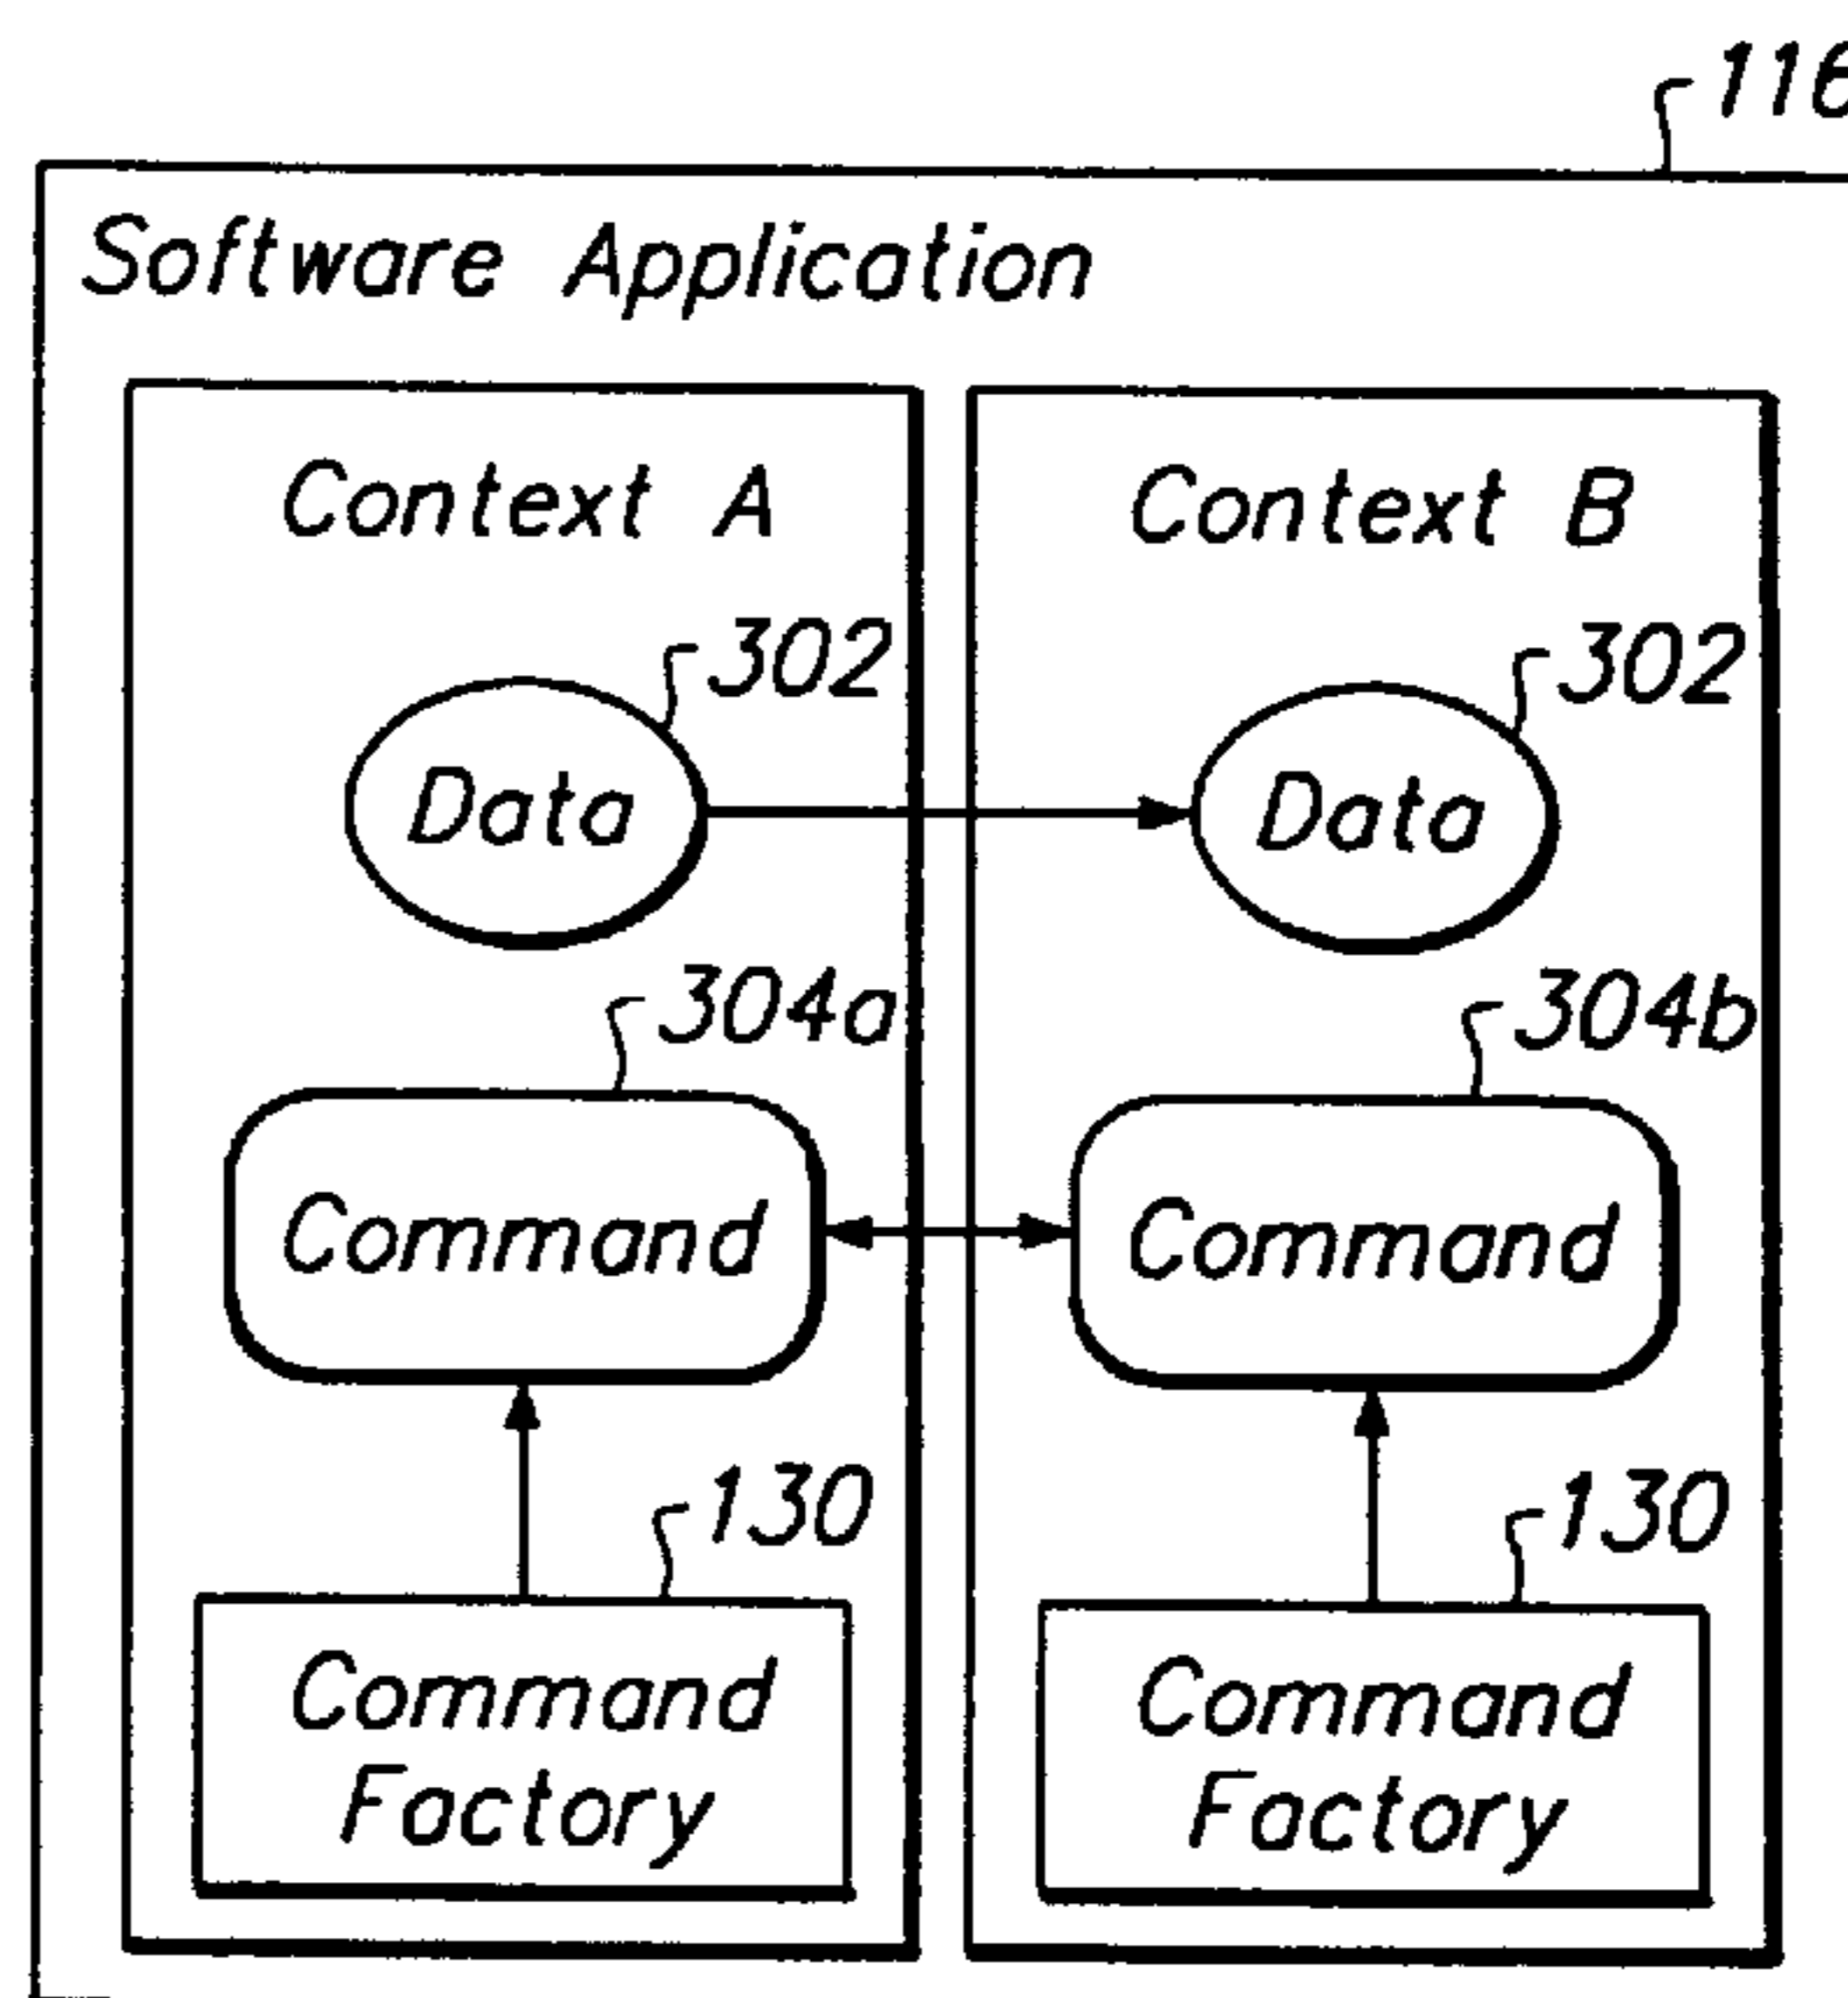 116
Software Application
Context A
Context B
302
302
Data
Data
304a
304b
Command
Command
130
130
Command
Factory
Command
Factory